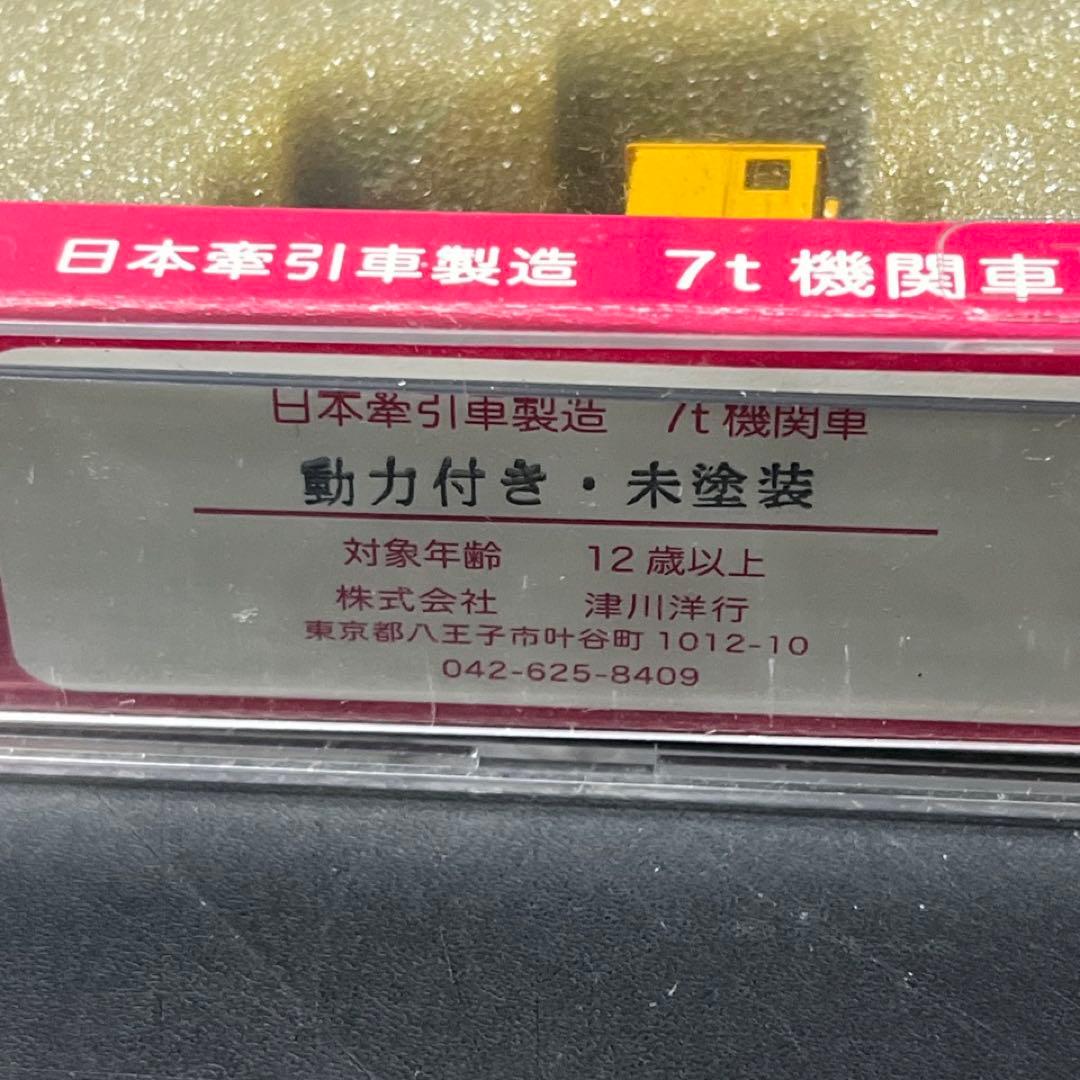 日本牽引車製造 7t 機関車
日本牽引車製造 7t 機関車
動力付き・未塗装
対象年齢 12 歳以上
株式会社 津川洋行
東京都八王子市叶谷町 1012-10
042-625-8409